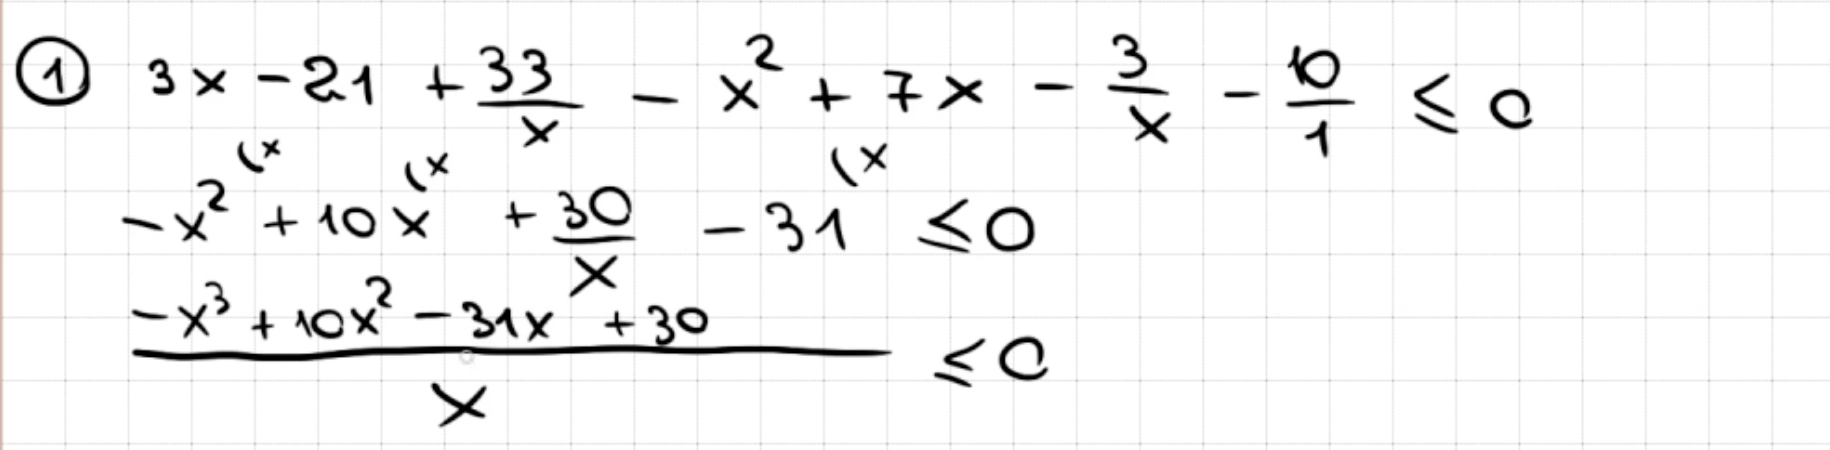 ① 3x - 21 + 33/x - x² + 7x - 3/x - 10/1 ≤ 0
-x² (x + 10x (x + 30/x - 31 (x ≤ 0
(-x³ + 10x² - 31x + 30)/x ≤ 0